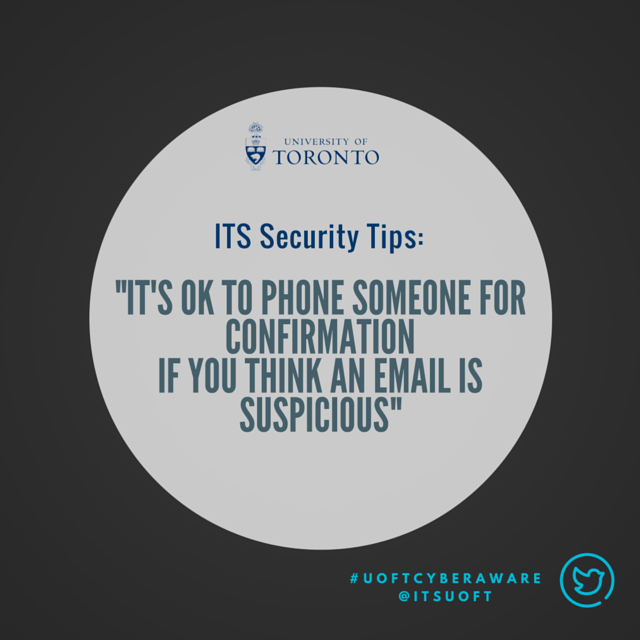 UNIVERSITY OF
TORONTO
ITS Security Tips:
"IT'S OK TO PHONE SOMEONE FOR
CONFIRMATION
IF YOU THINK AN EMAIL IS
SUSPICIOUS"
#UOFTCYBERAWARE
@ITSUOFT